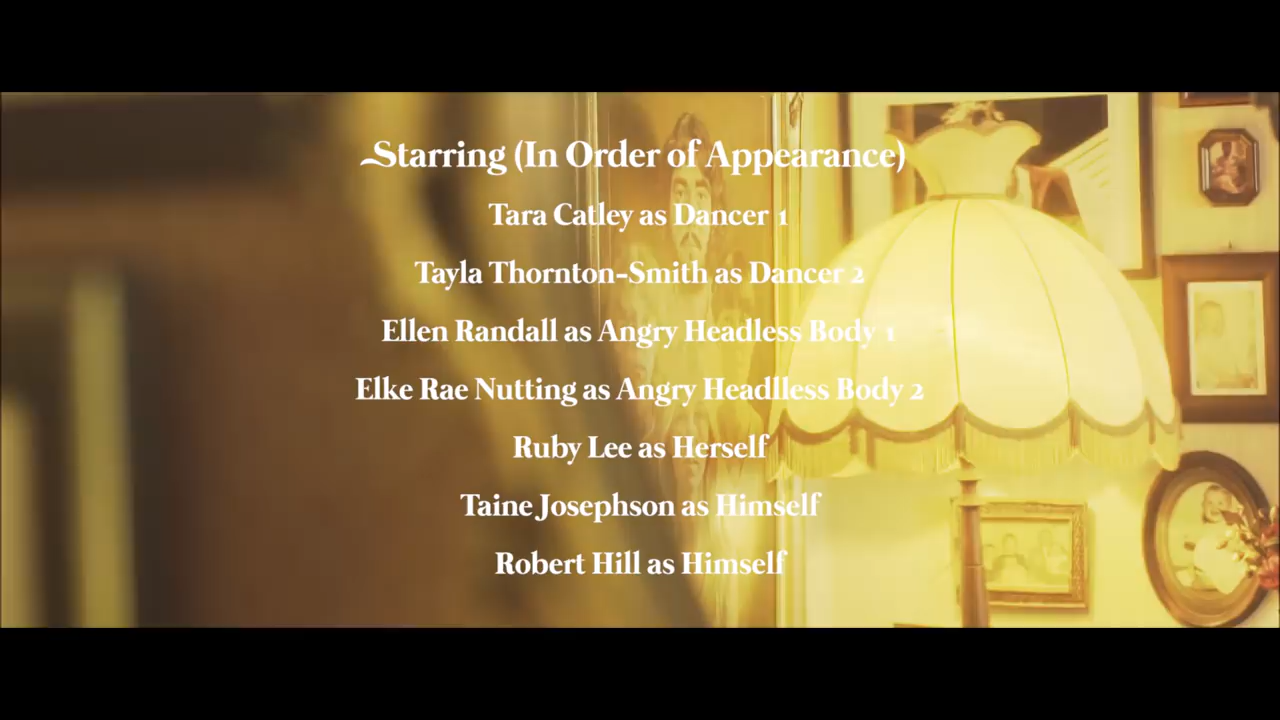 Starring (In Order of Appearance)
Tara Catley as Dancer 1
Tayla Thornton-Smith as Dancer 2
Ellen Randall as Angry Headless Body 1
Elke Rae Nutting as Angry Headlless Body 2
Ruby Lee as Herself
Taine Josephson as Himself
Robert Hill as Himself